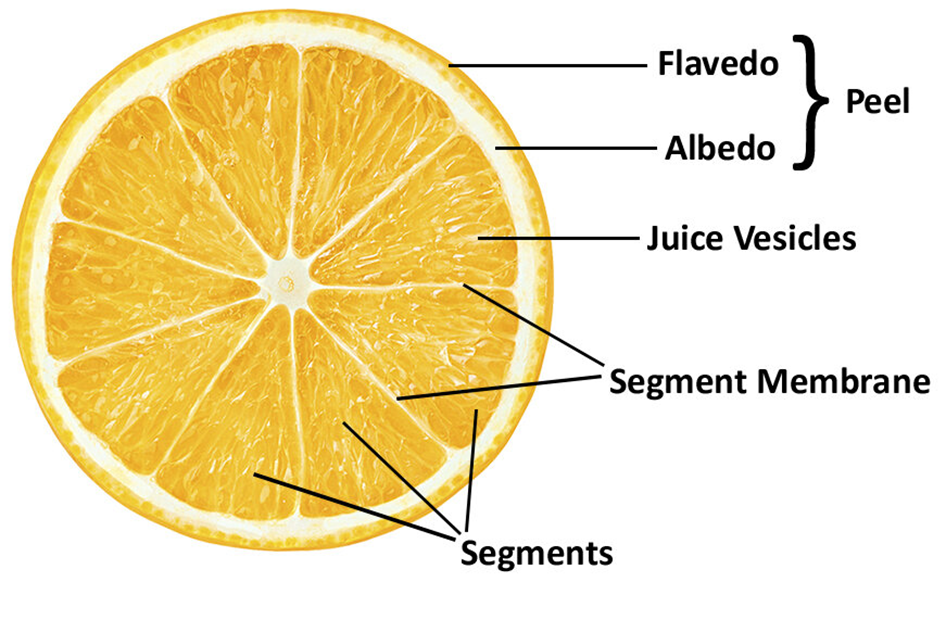 Flavedo
Peel
Albedo
Juice Vesicles
Segment Membrane
Segments